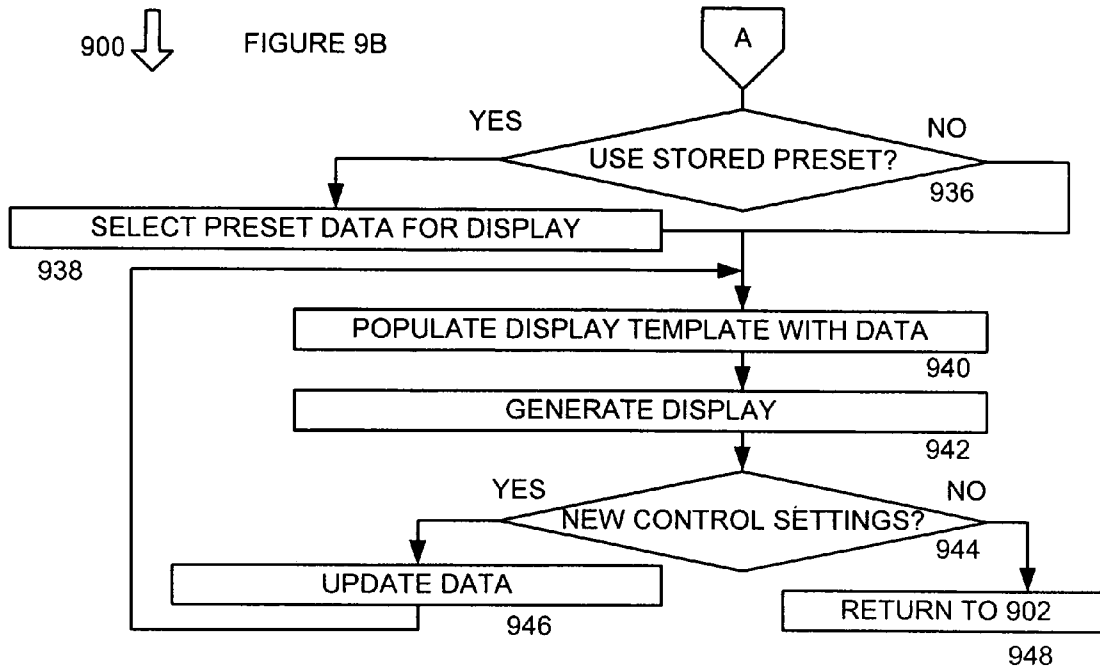 900
FIGURE 9B
A
YES
NO
USE STORED PRESET?
936
SELECT PRESET DATA FOR DISPLAY
938
POPULATE DISPLAY TEMPLATE WITH DATA
940
GENERATE DISPLAY
942
YES
NO
NEW CONTROL SETTINGS?
944
UPDATE DATA
946
RETURN TO 902
948